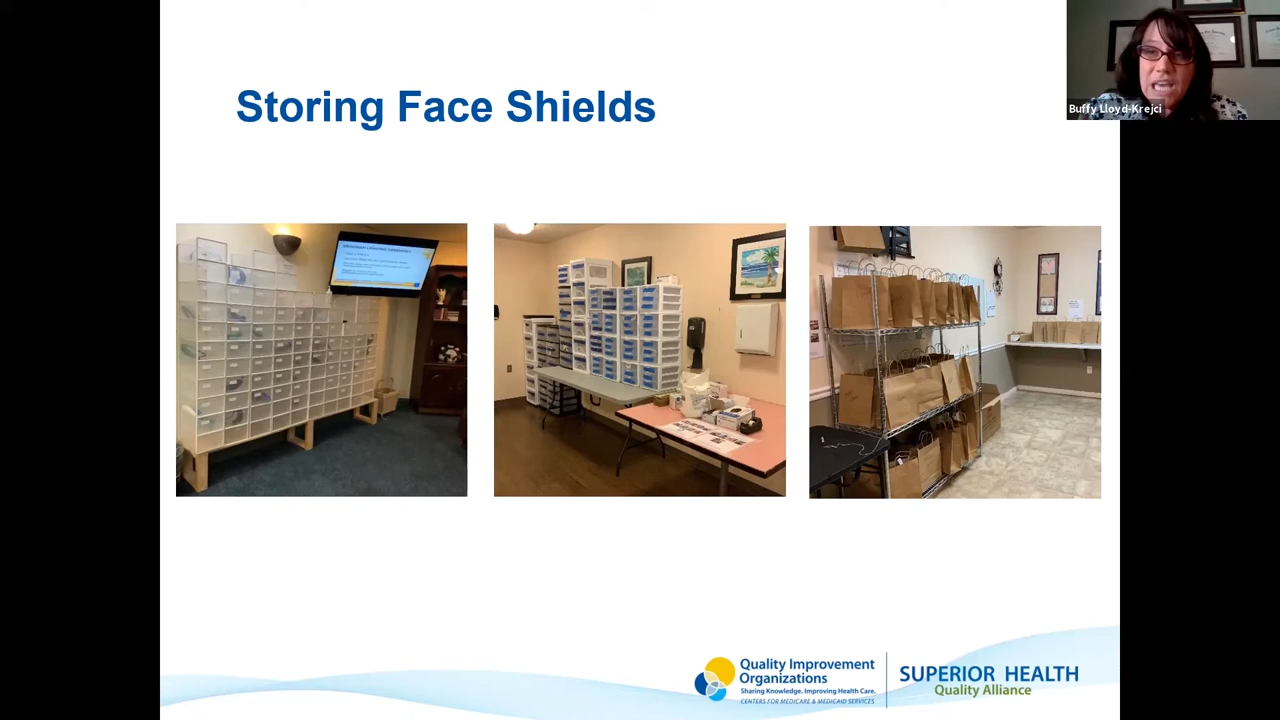 Storing Face Shields
Buffy Lloyd-Krejci
Quality Improvement
Organizations
Sharing Knowledge. Improving Health Care.
CENTERS FOR MEDICARE & MEDICAID SERVICES
SUPERIOR HEALTH
Quality Alliance